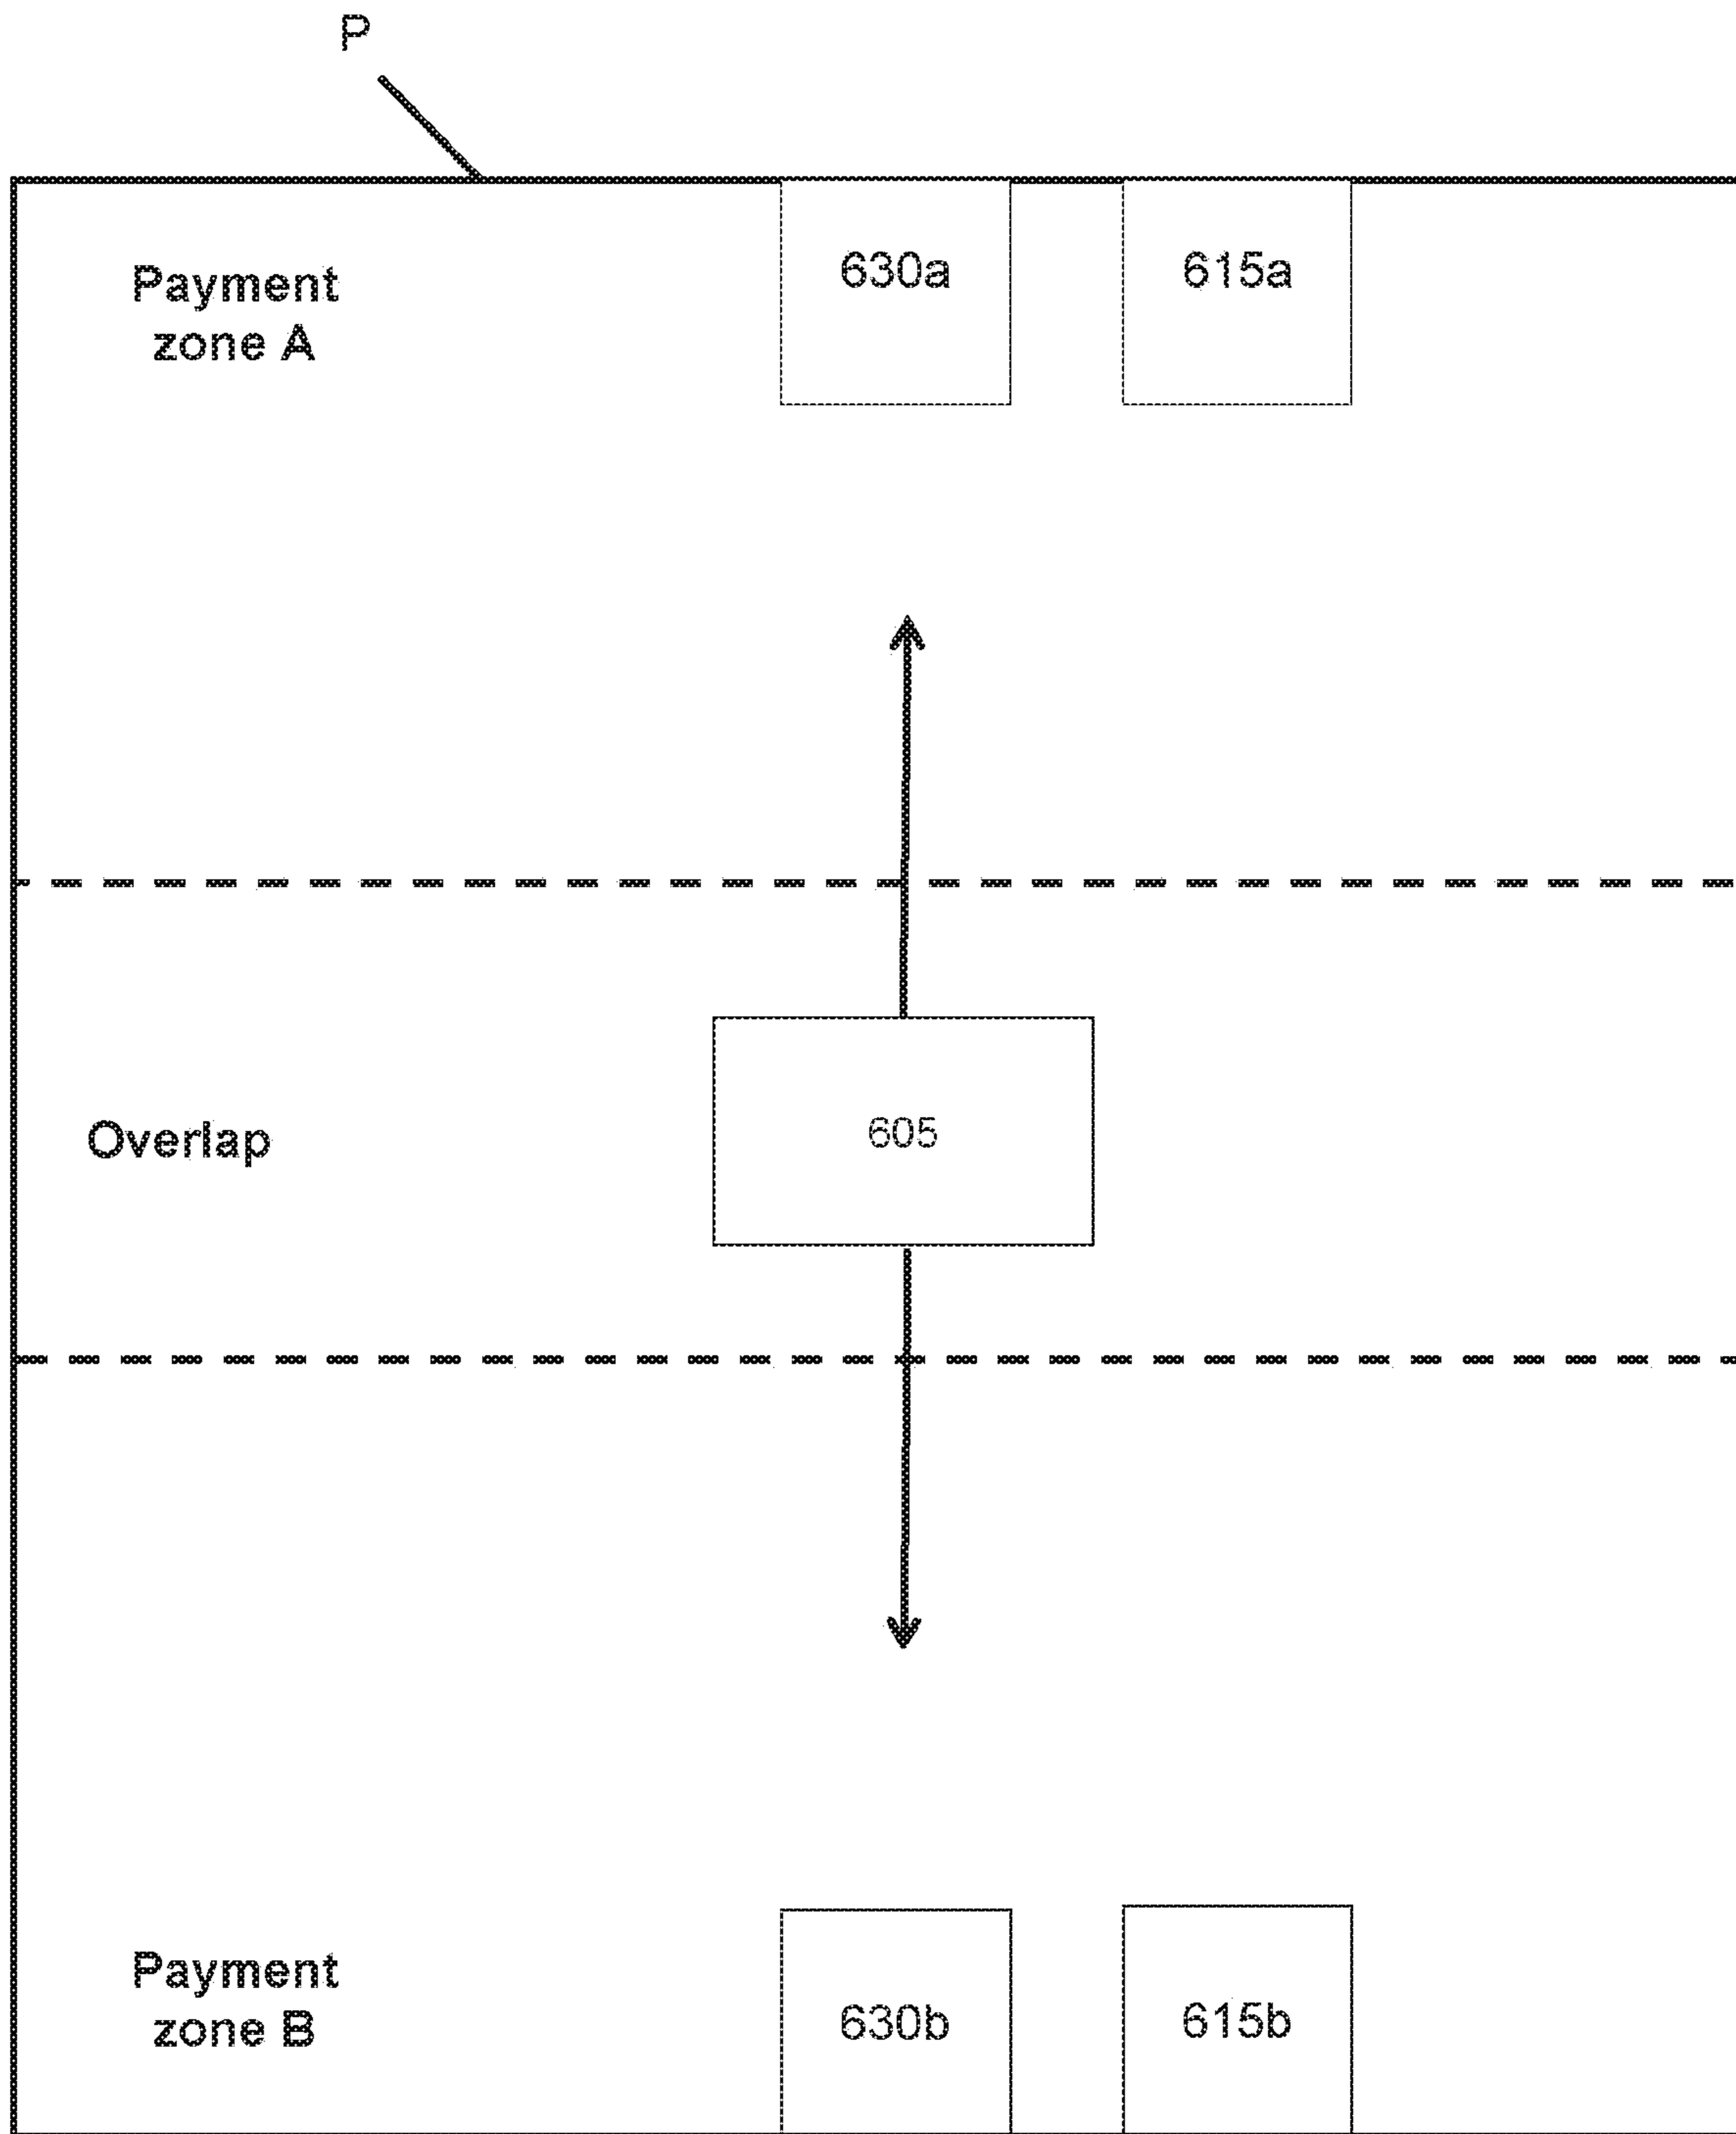 P
Payment
zone A
630a
615a
Overlap
605
Payment
zone B
630b
615b